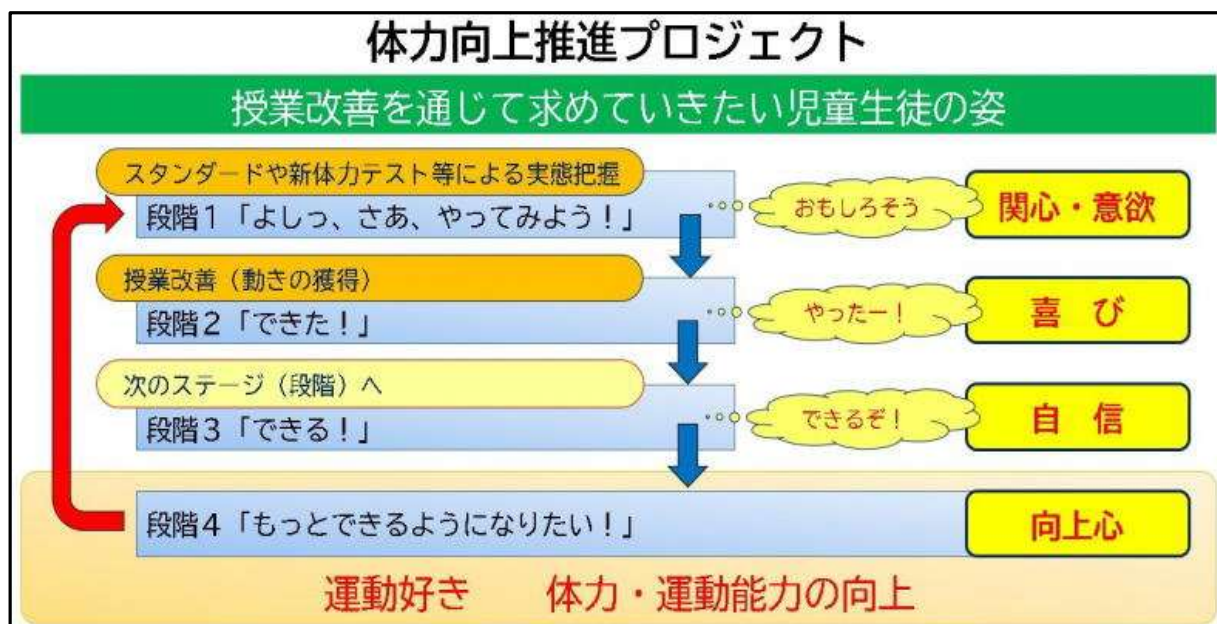 体力向上推進プロジェクト
授業改善を通じて求めていきたい児童生徒の姿
スタンダードや新体力テスト等による実態把握
段階1「よしっ、さあ、やってみよう!」
おもしろそう
関心・意欲
授業改善(動きの獲得)
段階2「できた!」
やったー!
喜 び
次のステージ(段階)へ
段階3「できる!」
できるぞ!
自 信
段階4「もっとできるようになりたい!」
向上心
運動好き 体力・運動能力の向上